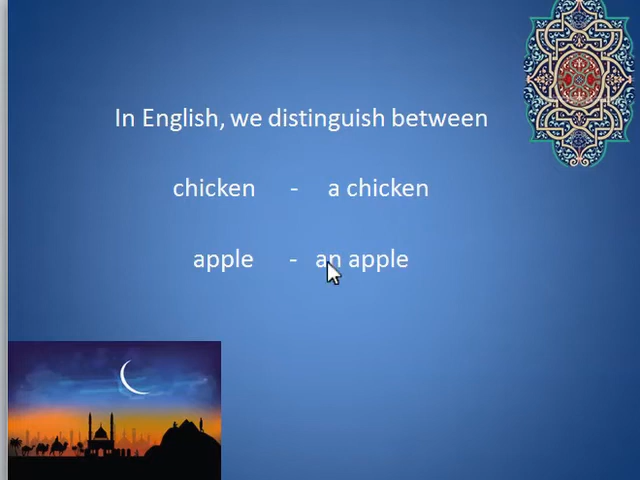 In English, we distinguish between
chicken - a chicken
apple - an apple